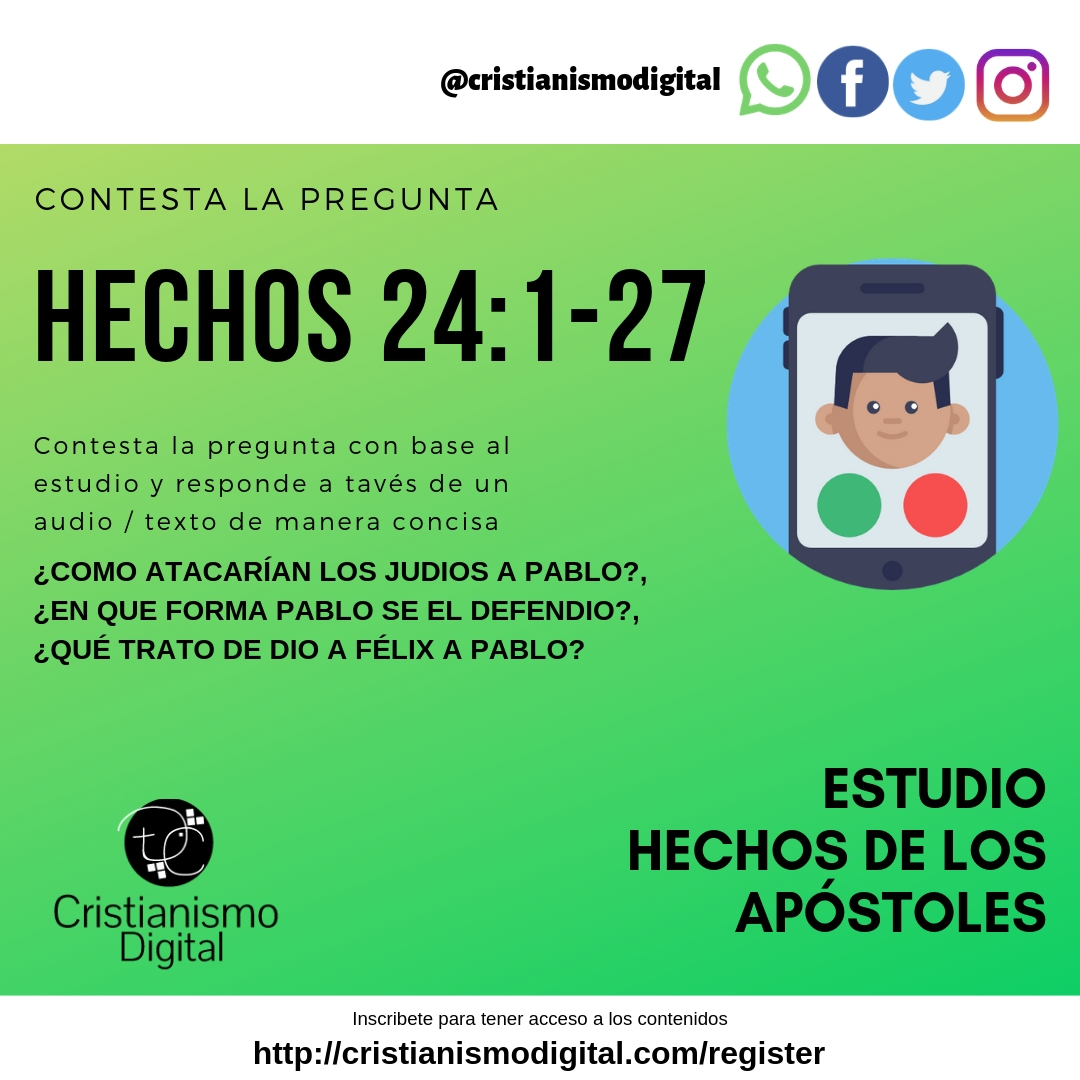 @cristianismodigital
CONTESTA LA PREGUNTA
HECHOS 24:1-27
Contesta la pregunta con base al
estudio y responde a tavés de un
audio / texto de manera concisa
¿COMO ATACARÍAN LOS JUDIOS A PABLO?,
¿EN QUE FORMA PABLO SE EL DEFENDIO?,
¿QUÉ TRATO DE DIO A FÉLIX A PABLO?
ESTUDIO
HECHOS DE LOS
APÓSTOLES
Cristianismo
Digital
Inscribete para tener acceso a los contenidos
http://cristianismodigital.com/register